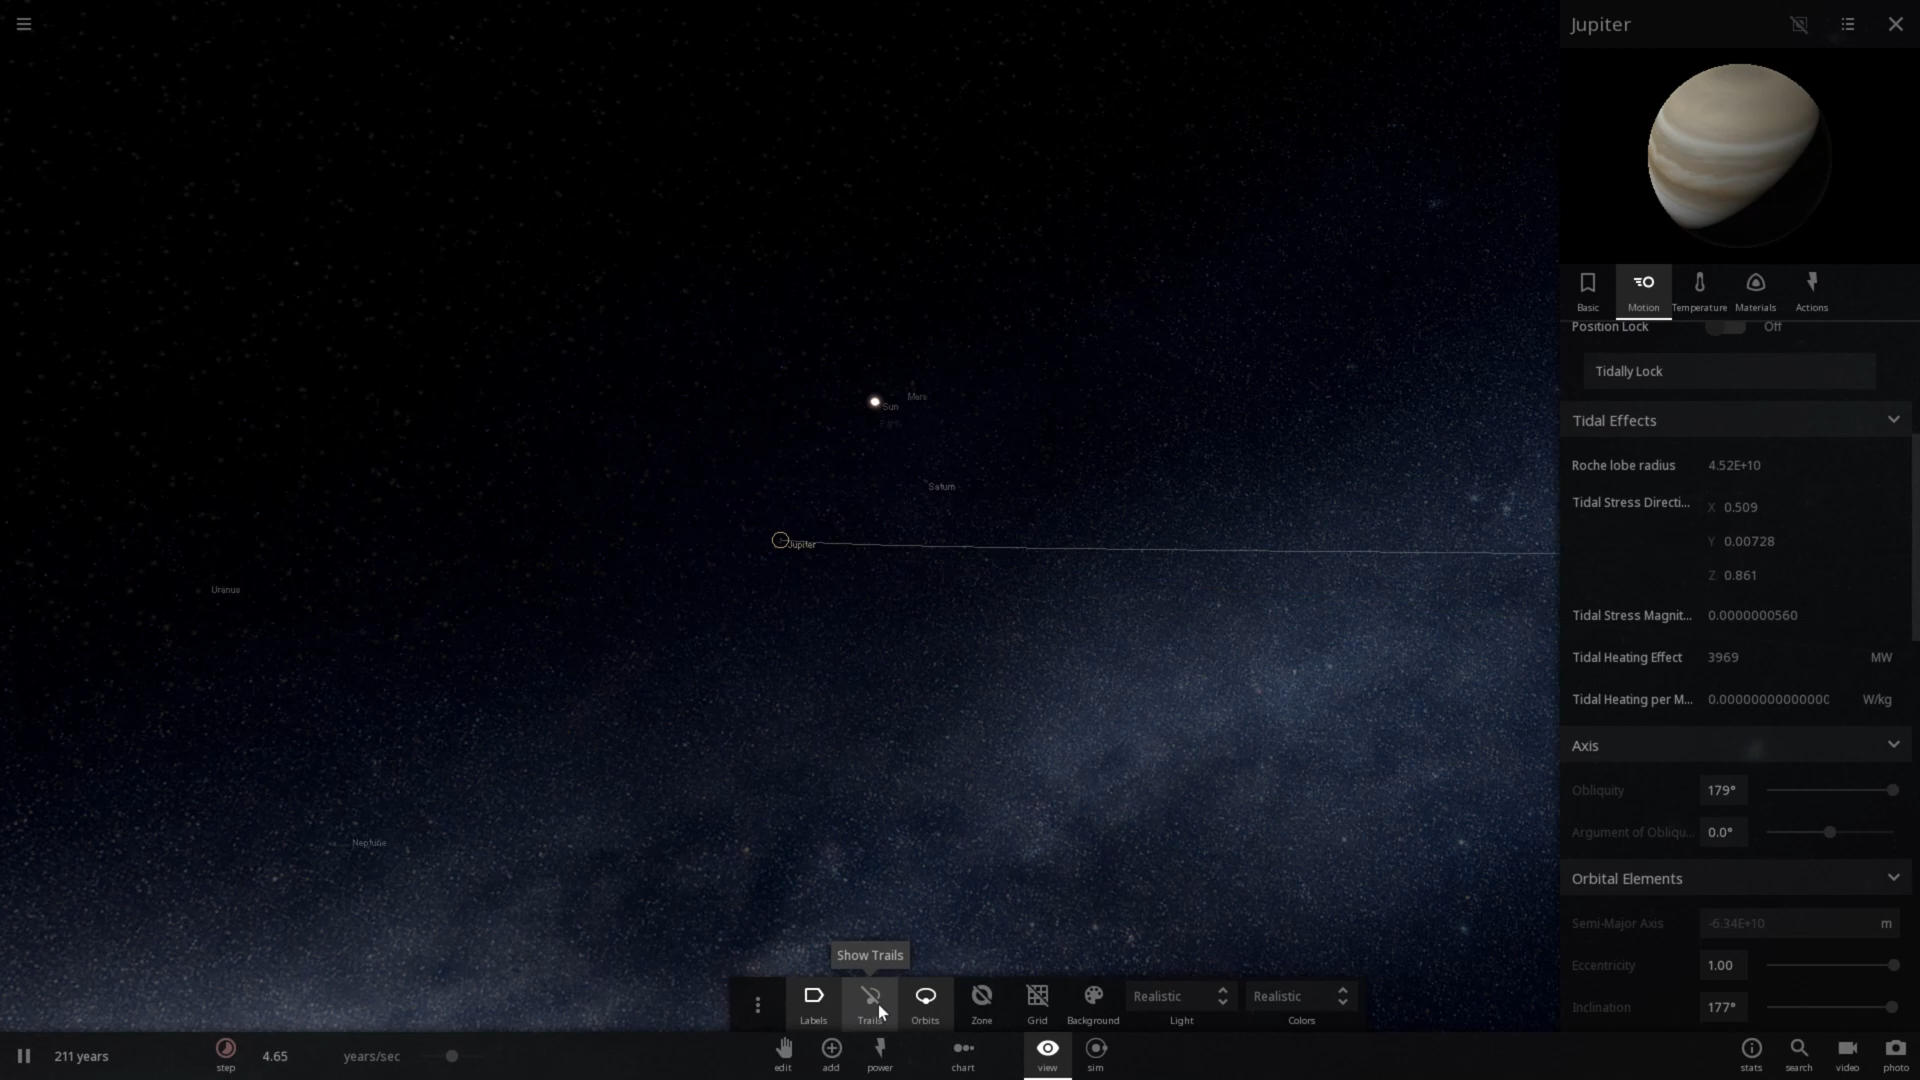 Jupiter
Basic
Motion
Temperature
Materials
Actions
Position Lock
Off
Tidally Lock
Tidal Effects
Roche lobe radius 4.52E+10
Tidal Stress Directi... X 0.509
Y 0.00728
Z 0.861
Tidal Stress Magnit... 0.0000000560
Tidal Heating Effect 3969 MW
Tidal Heating per M... W/kg
Axis
Obliquity 179°
Argument of Obliqu... 0.0°
Orbital Elements
Semi-Major Axis -6.34E+10 m
Eccentricity 1.00
Inclination 177°
Mars
Sun
Saturn
Jupiter
Uranus
Neptune
Show Trails
Labels
Trails
Orbits
Zone
Grid
Background
Realistic
Light
Realistic
Colors
211 years
step
4.65 years/sec
edit
add
power
chart
view
sim
stats
search
video
photo